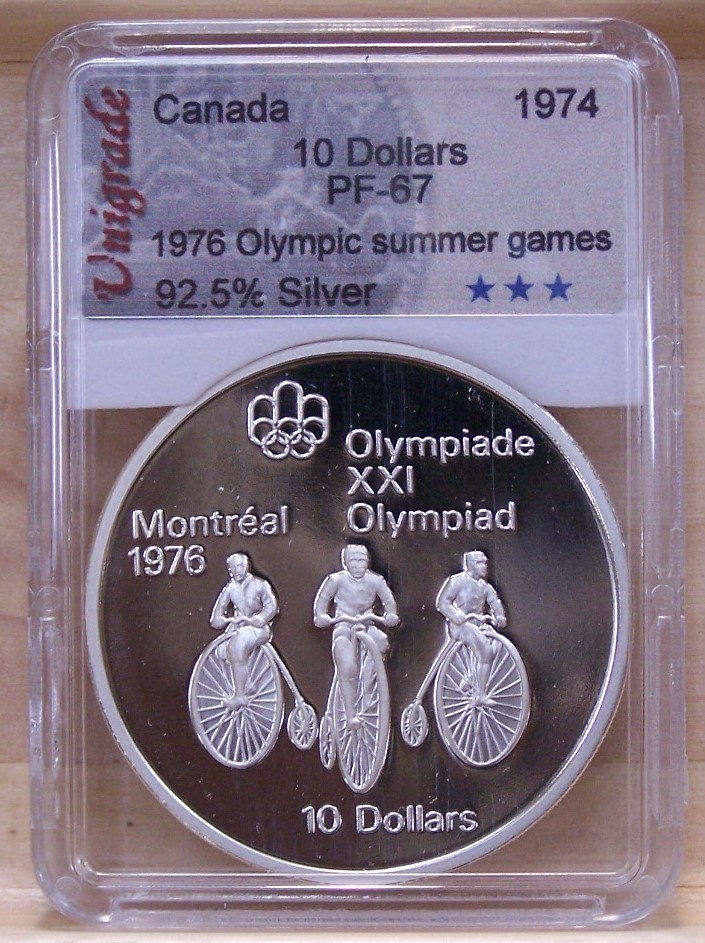 Unigrade
Canada 1974
10 Dollars
PF-67
1976 Olympic summer games
92.5% Silver ★★★
Olympiade
XXI
Olympiad
Montréal
1976
10 Dollars